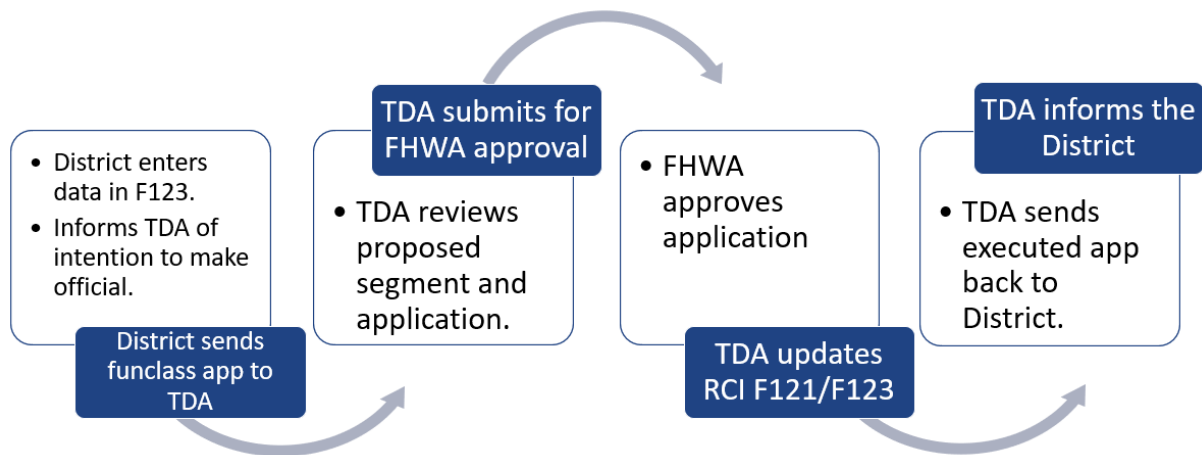 • District enters
data in F123.
• Informs TDA of
intention to make
official.
District sends
funclass app to
TDA
TDA submits for
FHWA approval
• TDA reviews
proposed
segment and
application.
• FHWA
approves
application
TDA updates
RCI F121/F123
TDA informs the
District
• TDA sends
executed app
back to
District.